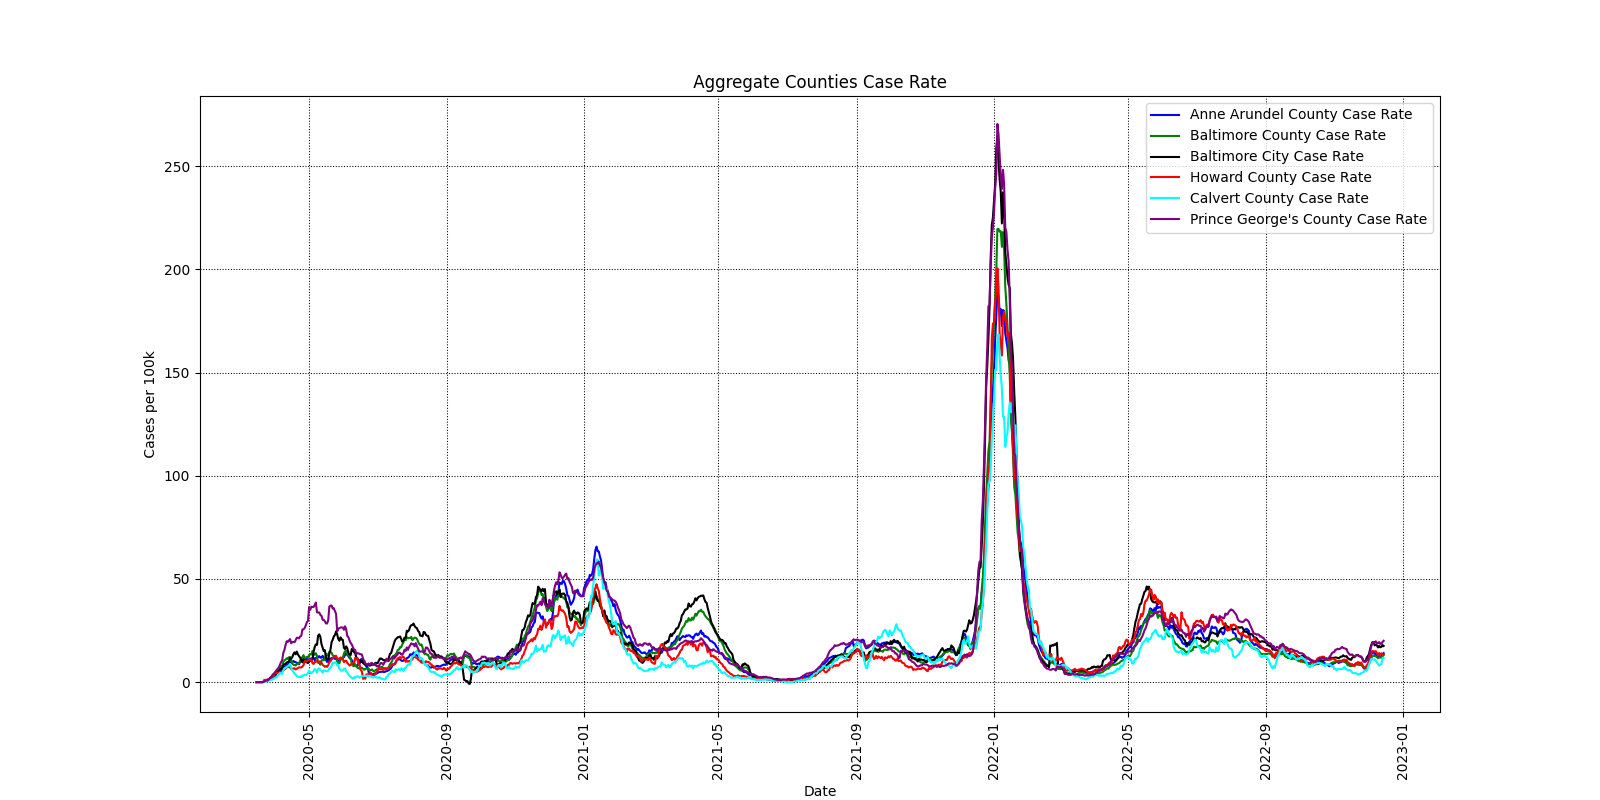 Aggregate Counties Case Rate
Anne Arundel County Case Rate
Baltimore County Case Rate
Baltimore City Case Rate
Howard County Case Rate
Calvert County Case Rate
Prince George's County Case Rate
Cases per 100k
250
200
150
100
50
0
2020-05
2020-09
2021-01
2021-05
2021-09
2022-01
2022-05
2022-09
2023-01
Date